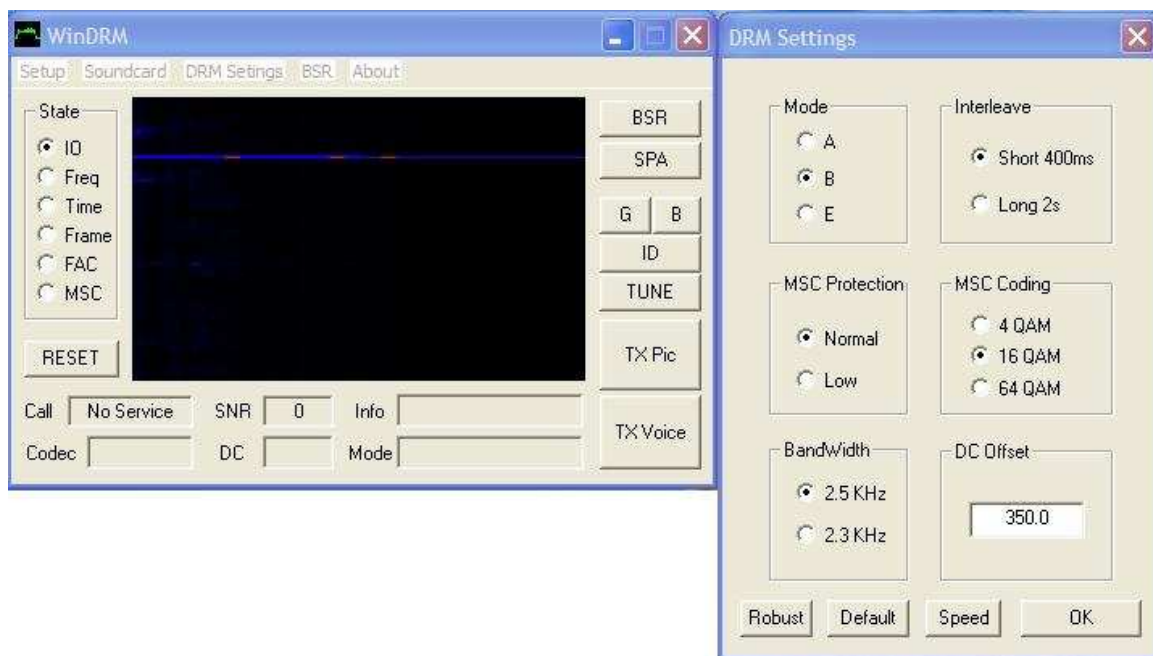 WinDRM
Setup Soundcard DRM Setings BSR About
State
IO
Freq
Time
Frame
FAC
MSC
RESET
BSR
SPA
G B
ID
TUNE
TX Pic
TX Voice
Call No Service SNR 0 Info
Codec DC Mode
DRM Settings
Mode
A
B
E
Interleave
Short 400ms
Long 2s
MSC Protection
Normal
Low
MSC Coding
4 QAM
16 QAM
64 QAM
BandWidth
2.5 KHz
2.3 KHz
DC Offset
350.0
Robust Default Speed OK